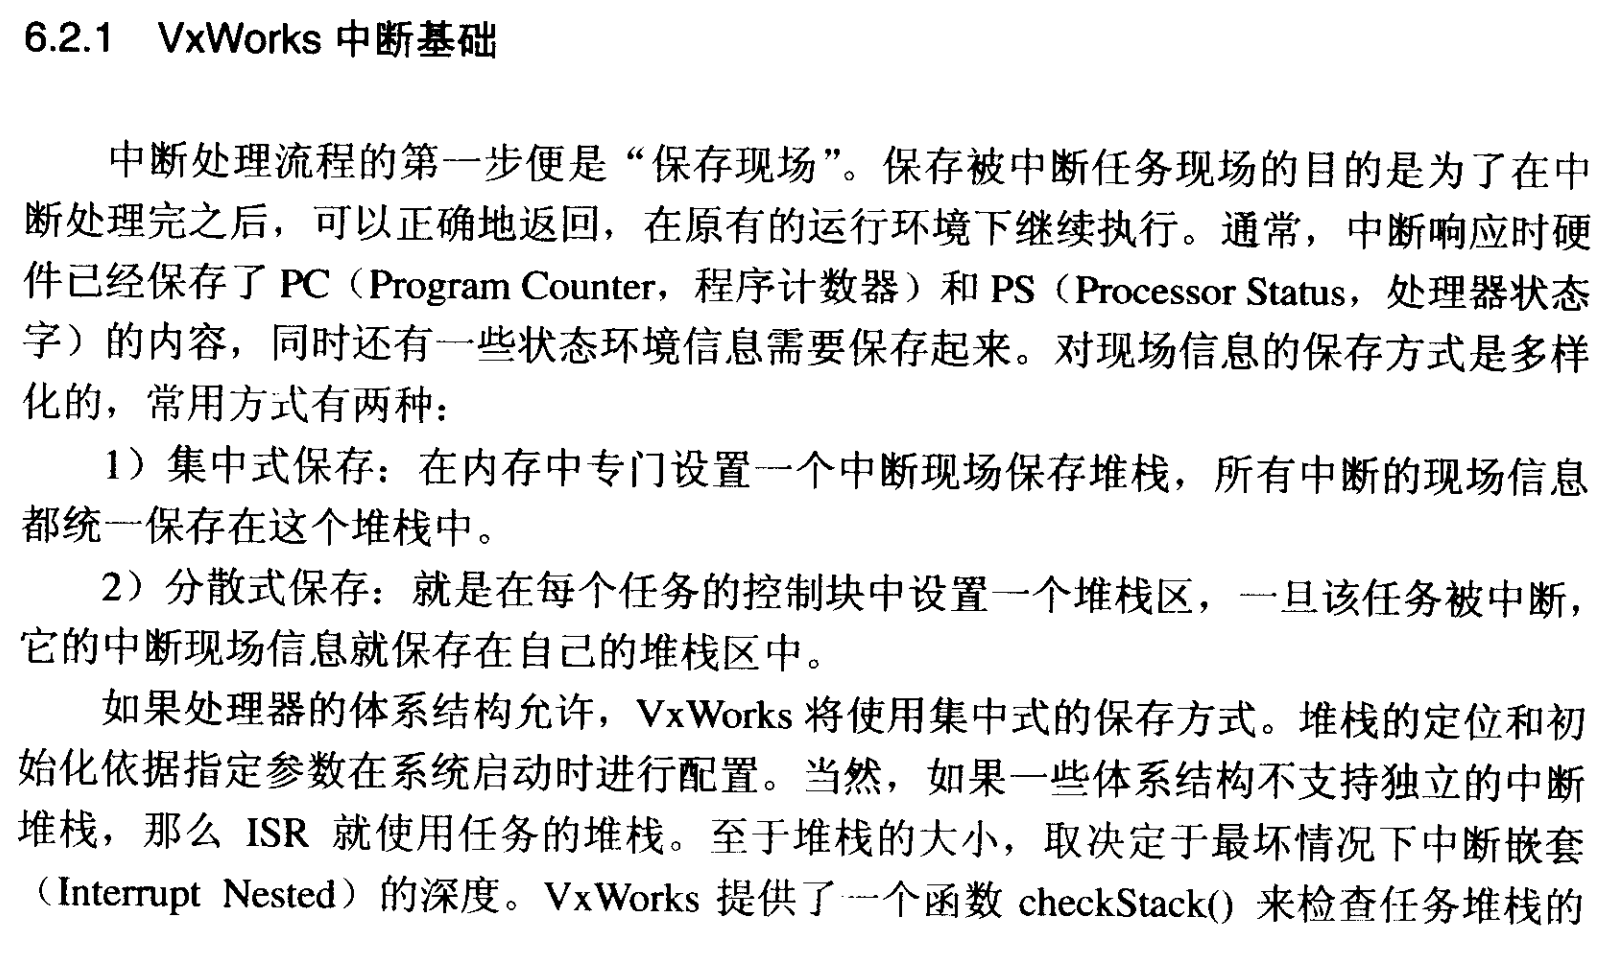 6.2.1 VxWorks 中断基础
中断处理流程的第一步便是“保存现场”。保存被中断任务现场的目的是为了在中
断处理完之后，可以正确地返回，在原有的运行环境下继续执行。通常，中断响应时硬
件已经保存了 PC（Program Counter，程序计数器）和 PS（Processor Status，处理器状态
字）的内容，同时还有一些状态环境信息需要保存起来。对现场信息的保存方式是多样
化的，常用方式有两种：
1）集中式保存：在内存中专门设置一个中断现场保存堆栈，所有中断的现场信息
都统一保存在这个堆栈中。
2）分散式保存：就是在每个任务的控制块中设置一个堆栈区，一旦该任务被中断，
它的中断现场信息就保存在自己的堆栈区中。
如果处理器的体系结构允许，VxWorks 将使用集中式的保存方式。堆栈的定位和初
始化依据指定参数在系统启动时进行配置。当然，如果一些体系结构不支持独立的中断
堆栈，那么 ISR 就使用任务的堆栈。至于堆栈的大小，取决定于最坏情况下中断嵌套
（Interrupt Nested）的深度。VxWorks 提供了一个函数 checkStack() 来检查任务堆栈的